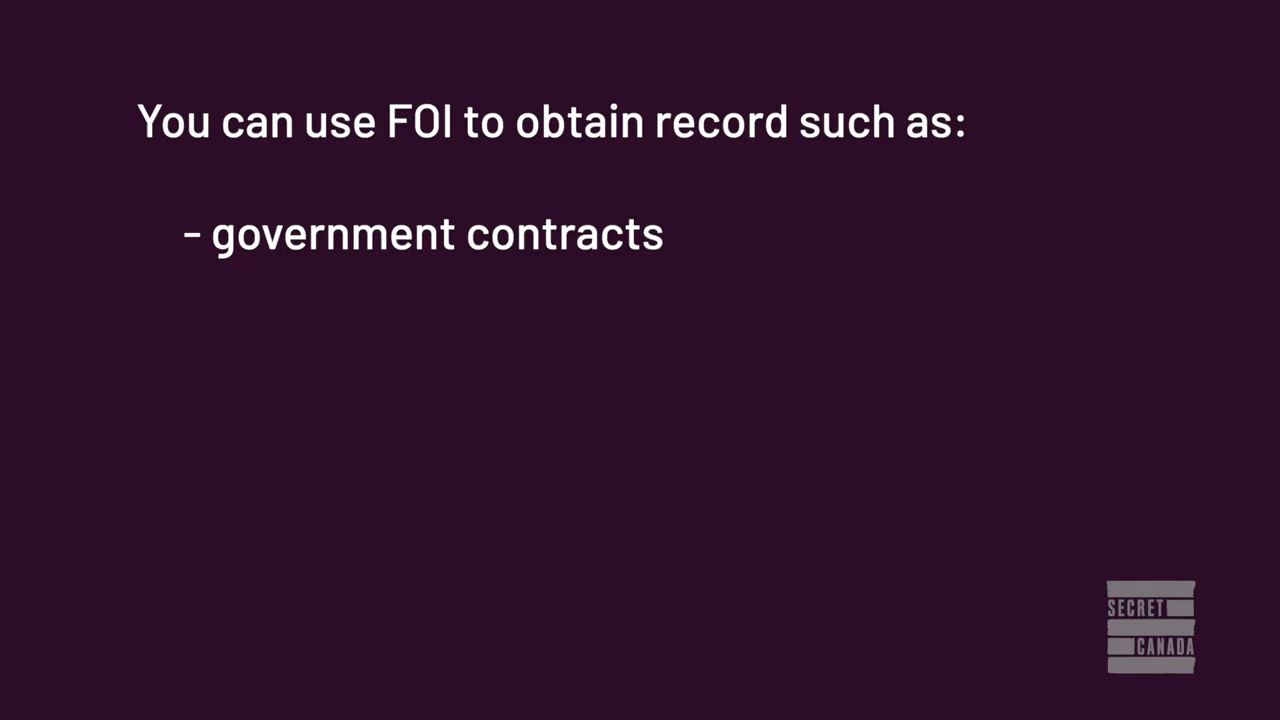 You can use FOI to obtain record such as:
- government contracts
SECRET
CANADA